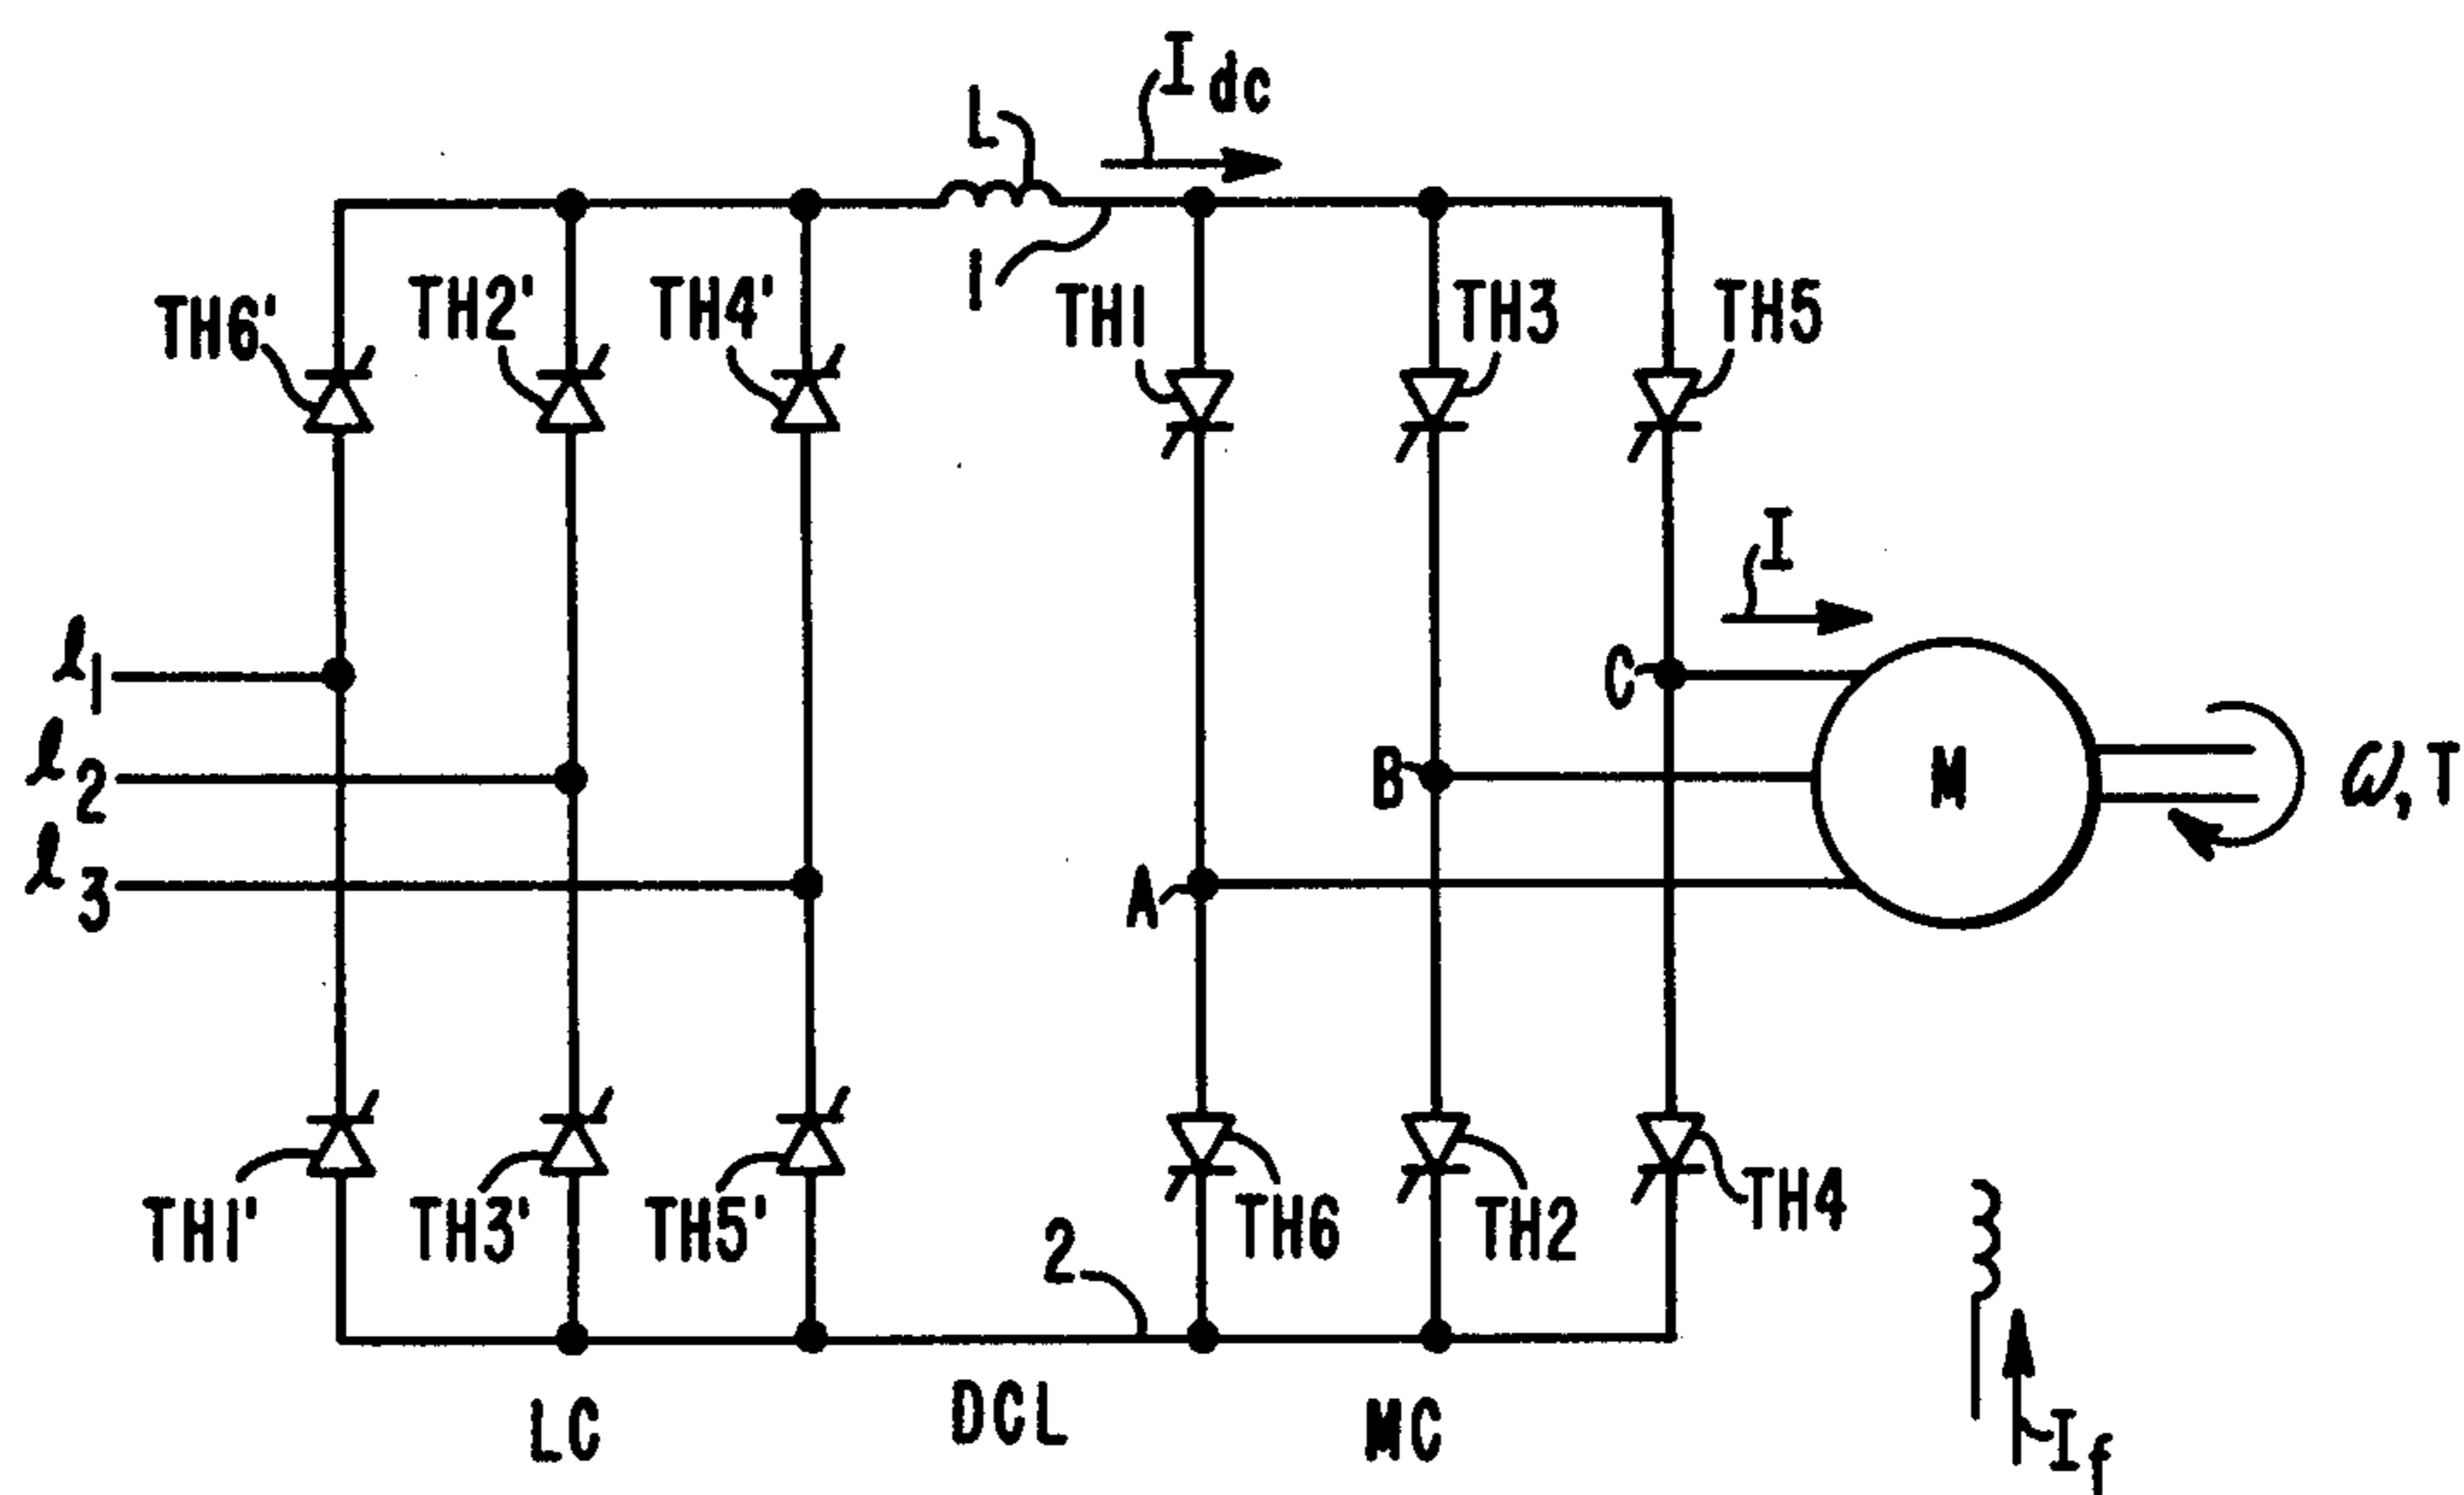 I dc
L
1
TH6'
TH2'
TH4'
TH1
TH3
TH5
I
ℓ1
C
ℓ2
B
M
ω, T
ℓ3
A
TH1'
TH3'
TH5'
2
TH6
TH2
TH4
LC
DCL
MC
If